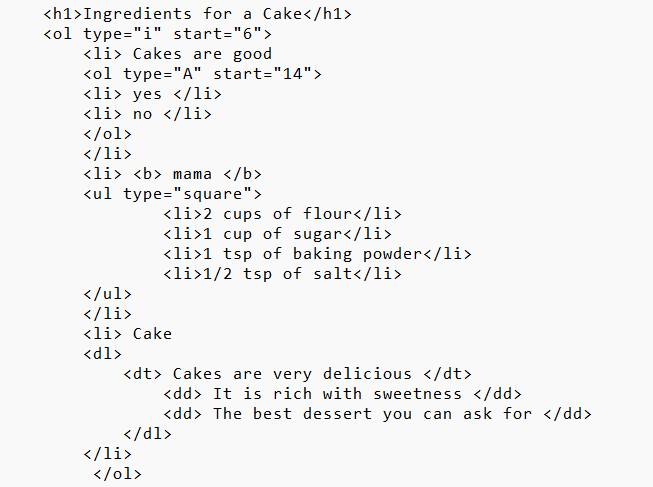 <h1>Ingredients for a Cake</h1>
<ol type="i" start="6">
<li> Cakes are good
<ol type="A" start="14">
<li> yes </li>
<li> no </li>
</ol>
</li>
<li> <b> mama </b>
<ul type="square">
<li>2 cups of flour</li>
<li>1 cup of sugar</li>
<li>1 tsp of baking powder</li>
<li>1/2 tsp of salt</li>
</ul>
</li>
<li> Cake
<dl>
<dt> Cakes are very delicious </dt>
<dd> It is rich with sweetness </dd>
<dd> The best dessert you can ask for </dd>
</dl>
</li>
</ol>